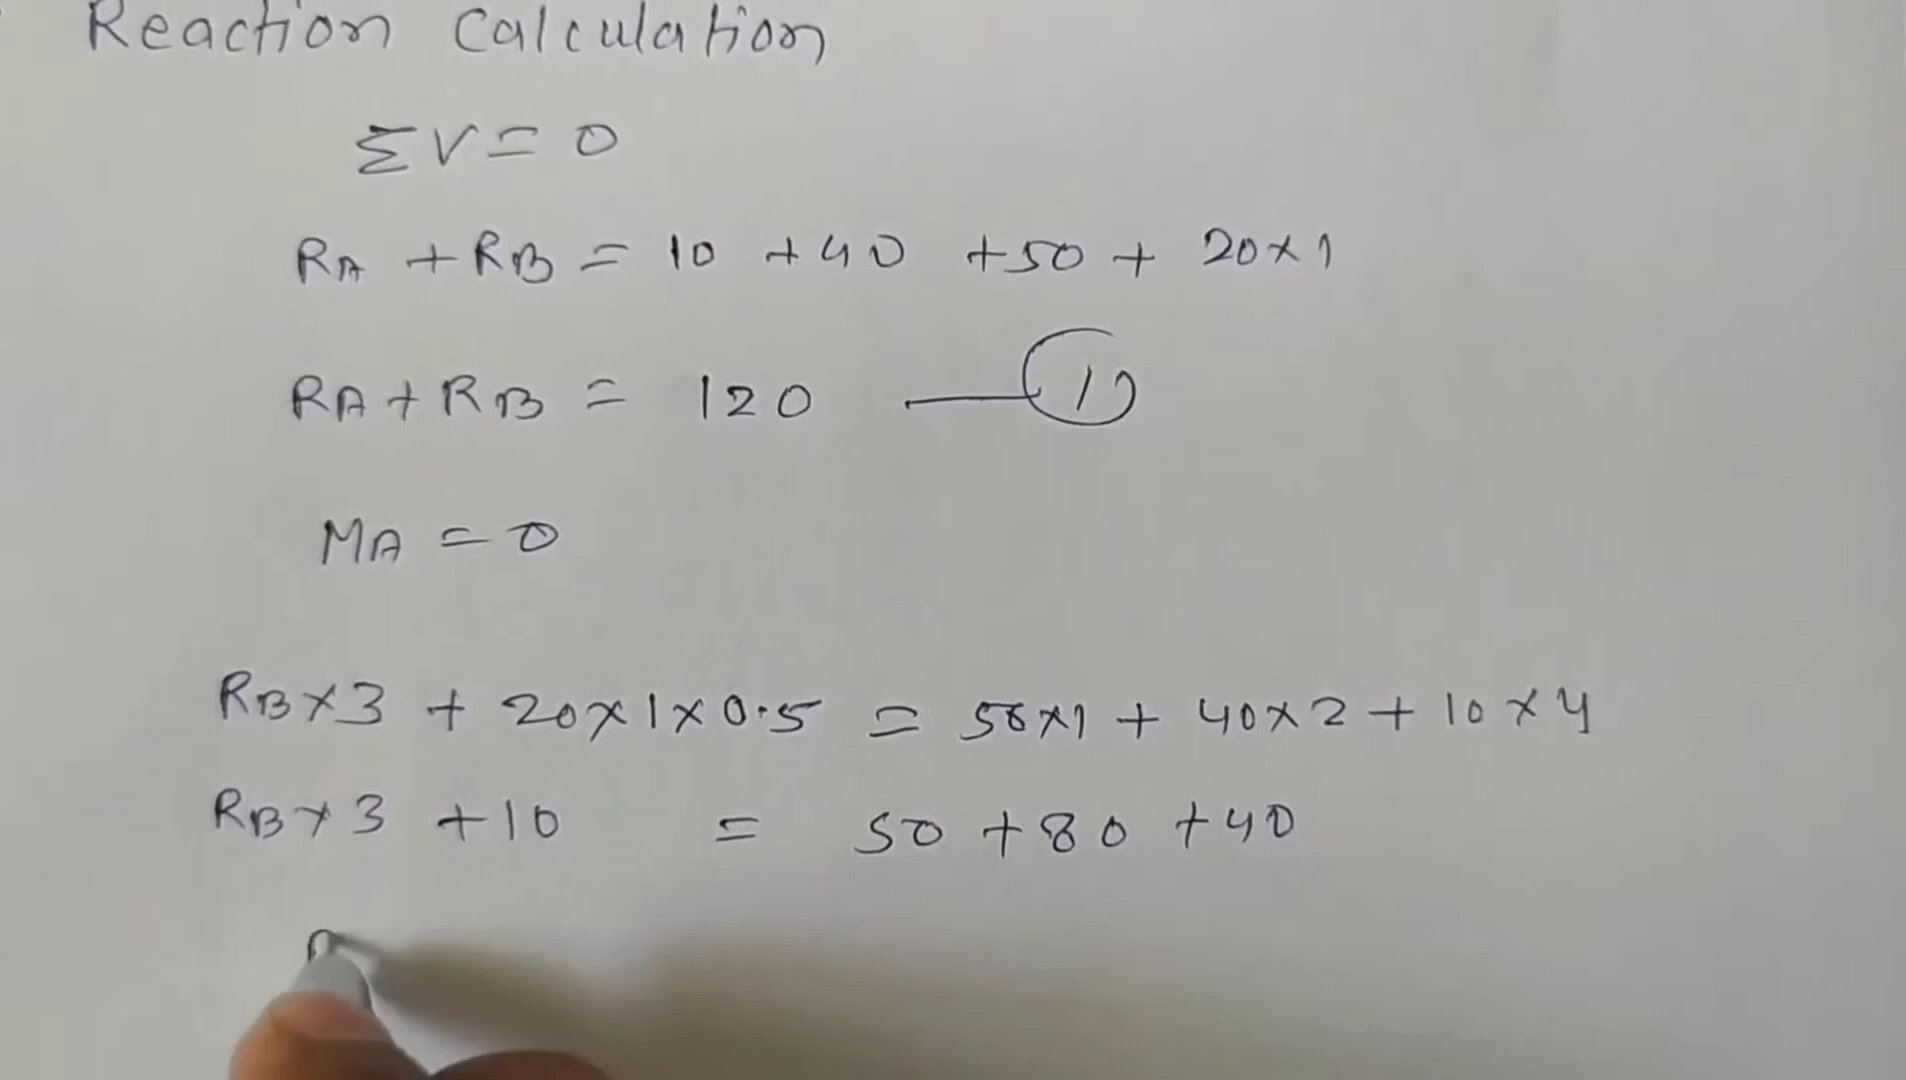 Reaction Calculation
ΣV = 0
RA + RB = 10 + 40 + 50 + 20×1
RA + RB = 120 — 1
MA = 0
RB×3 + 20×1×0.5 = 50×1 + 40×2 + 10×4
RB×3 + 10 = 50 + 80 + 40